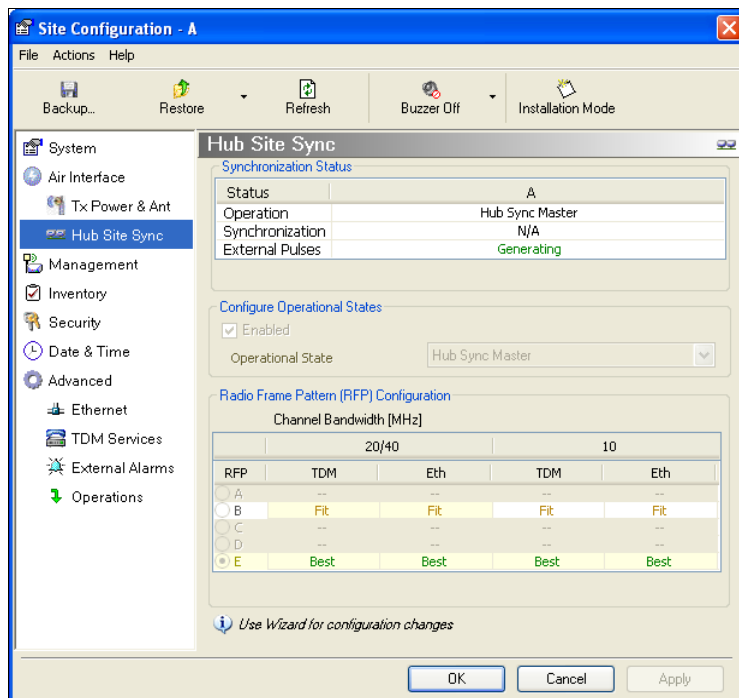 Site Configuration - A
File Actions Help
Backup... Restore Refresh Buzzer Off Installation Mode
System
Air Interface
Tx Power & Ant
Hub Site Sync
Management
Inventory
Security
Date & Time
Advanced
Ethernet
TDM Services
External Alarms
Operations
Hub Site Sync
Synchronization Status
Status A
Operation Hub Sync Master
Synchronization N/A
External Pulses Generating
Configure Operational States
Enabled
Operational State Hub Sync Master
Radio Frame Pattern (RFP) Configuration
Channel Bandwidth [MHz]
20/40 10
RFP TDM Eth TDM Eth
A -- -- -- --
B Fit Fit Fit Fit
C -- -- -- --
D -- -- -- --
E Best Best Best Best
Use Wizard for configuration changes
OK Cancel Apply